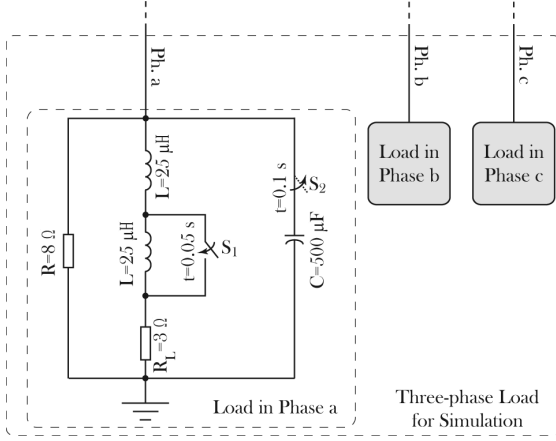 Ph. a
Ph. b
Ph. c
Load in
Phase b
Load in
Phase c
L=25 μH
t=0.1 s
S2
R=8 Ω
L=25 μH
t=0.05 s
S1
C=500 μF
RL=3 Ω
Load in Phase a
Three-phase Load
for Simulation